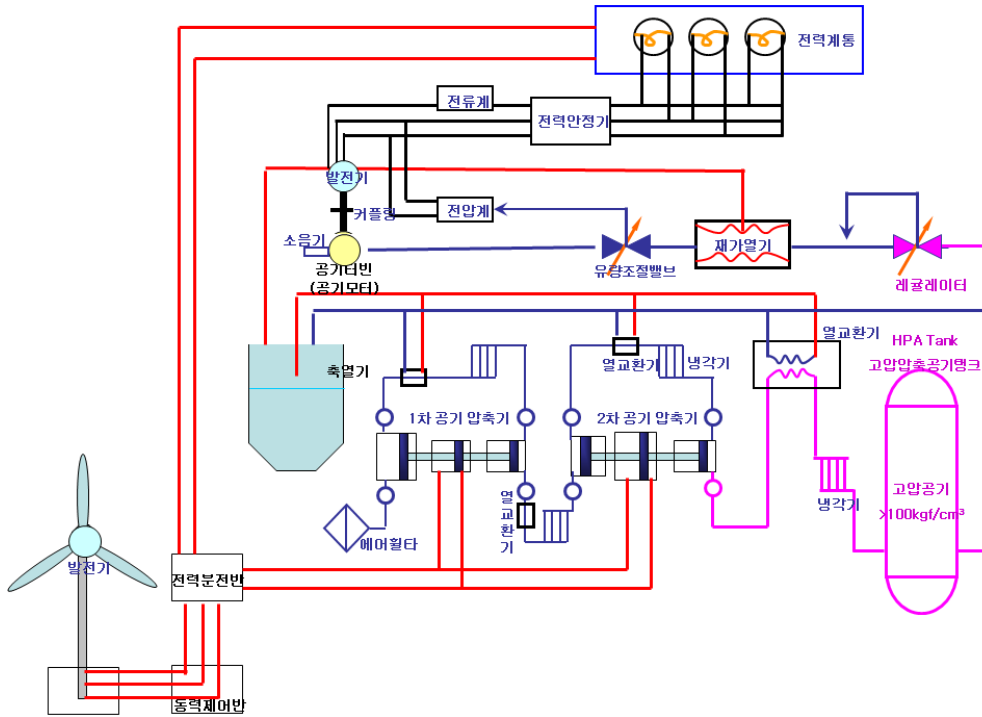 전력계통
전류계
전력안정기
발전기
커플링
전압계
소음기
재가열기
공기터빈
(공기모터)
유량조절밸브
레귤레이터
열교환기
HPA Tank
축열기
열교환기
냉각기
고압압축공기탱크
1차 공기 압축기
2차 공기 압축기
열
교
환
기
냉각기
고압공기
>100kgf/cm³
에어휠타
발전기
전력분전반
동력제어반